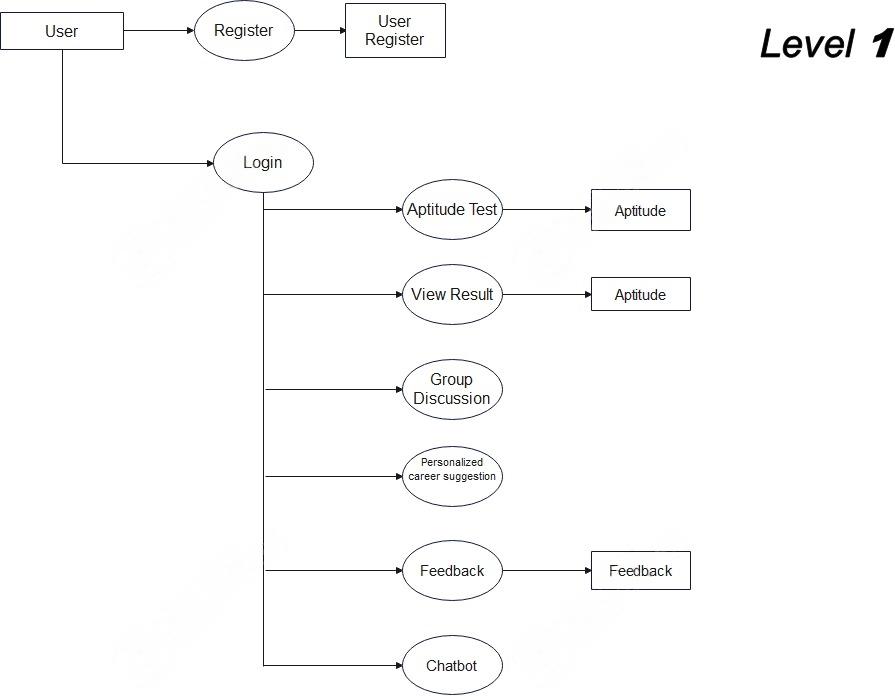 User
Register
User
Register
Level 1
Login
Aptitude Test
Aptitude
View Result
Aptitude
Group
Discussion
Personalized
career suggestion
Feedback
Feedback
Chatbot